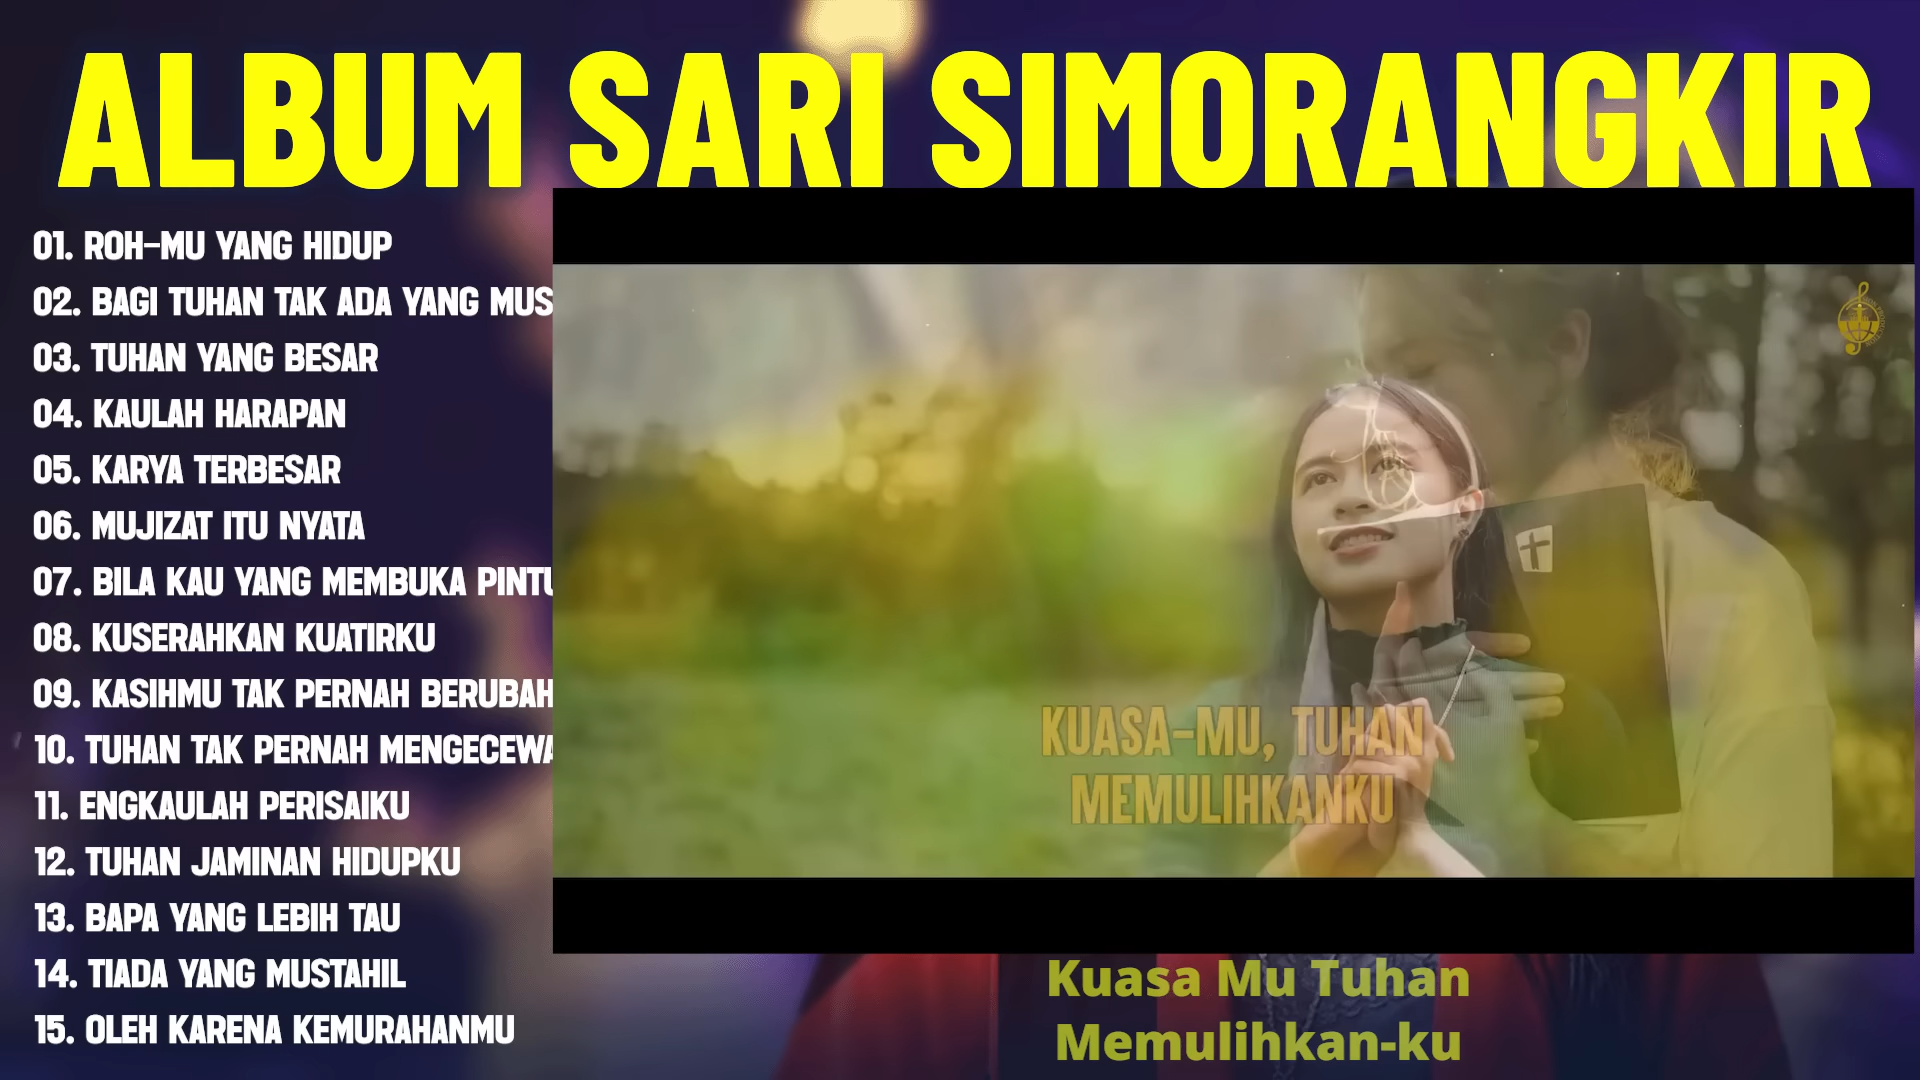 ALBUM SARI SIMORANGKIR
01. ROH-MU YANG HIDUP
02. BAGI TUHAN TAK ADA YANG MUS
03. TUHAN YANG BESAR
04. KAULAH HARAPAN
05. KARYA TERBESAR
06. MUJIZAT ITU NYATA
07. BILA KAU YANG MEMBUKA PINTU
08. KUSERAHKAN KUATIRKU
09. KASIHMU TAK PERNAH BERUBAH
10. TUHAN TAK PERNAH MENGECEWA
11. ENGKAULAH PERISAIKU
12. TUHAN JAMINAN HIDUPKU
13. BAPA YANG LEBIH TAU
14. TIADA YANG MUSTAHIL
15. OLEH KARENA KEMURAHANMU
KUASA-MU, TUHAN
MEMULIHKANKU
Kuasa Mu Tuhan
Memulihkan-ku